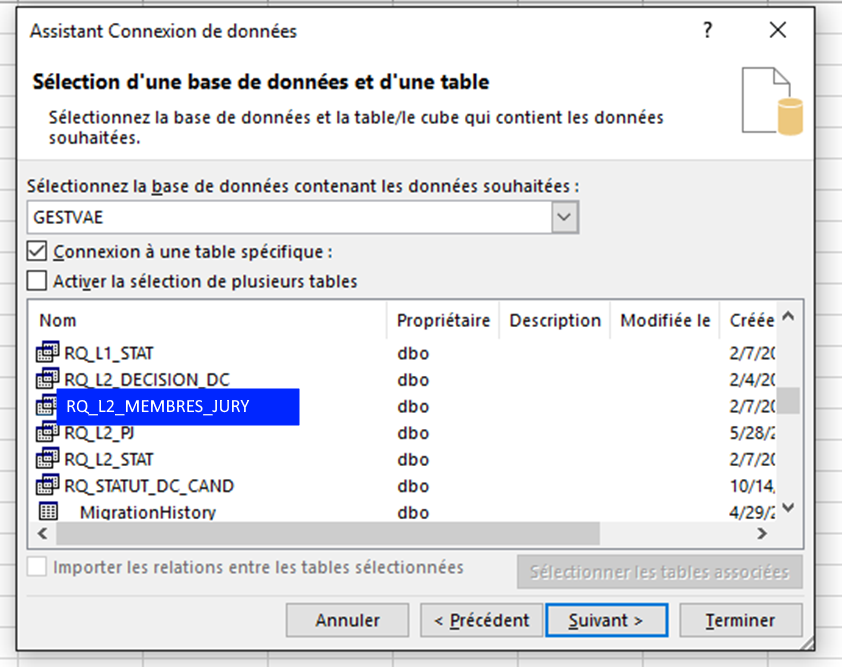 Assistant Connexion de données ?
Sélection d'une base de données et d'une table
Sélectionnez la base de données et la table/le cube qui contient les données
souhaitées.
Sélectionnez la base de données contenant les données souhaitées :
GESTVAE
Connexion à une table spécifique :
Activer la sélection de plusieurs tables
Nom Propriétaire Description Modifiée le Créée
RQ_L1_STAT dbo 2/7/20
RQ_L2_DECISION_DC dbo 2/4/20
RQ_L2_MEMBRES_JURY dbo 2/7/20
RQ_L2_PJ dbo 5/28/2
RQ_L2_STAT dbo 2/7/20
RQ_STATUT_DC_CAND dbo 10/14,
MigrationHistory dbo 4/29/2
Importer les relations entre les tables sélectionnées Sélectionner les tables associées
Annuler < Précédent Suivant > Terminer